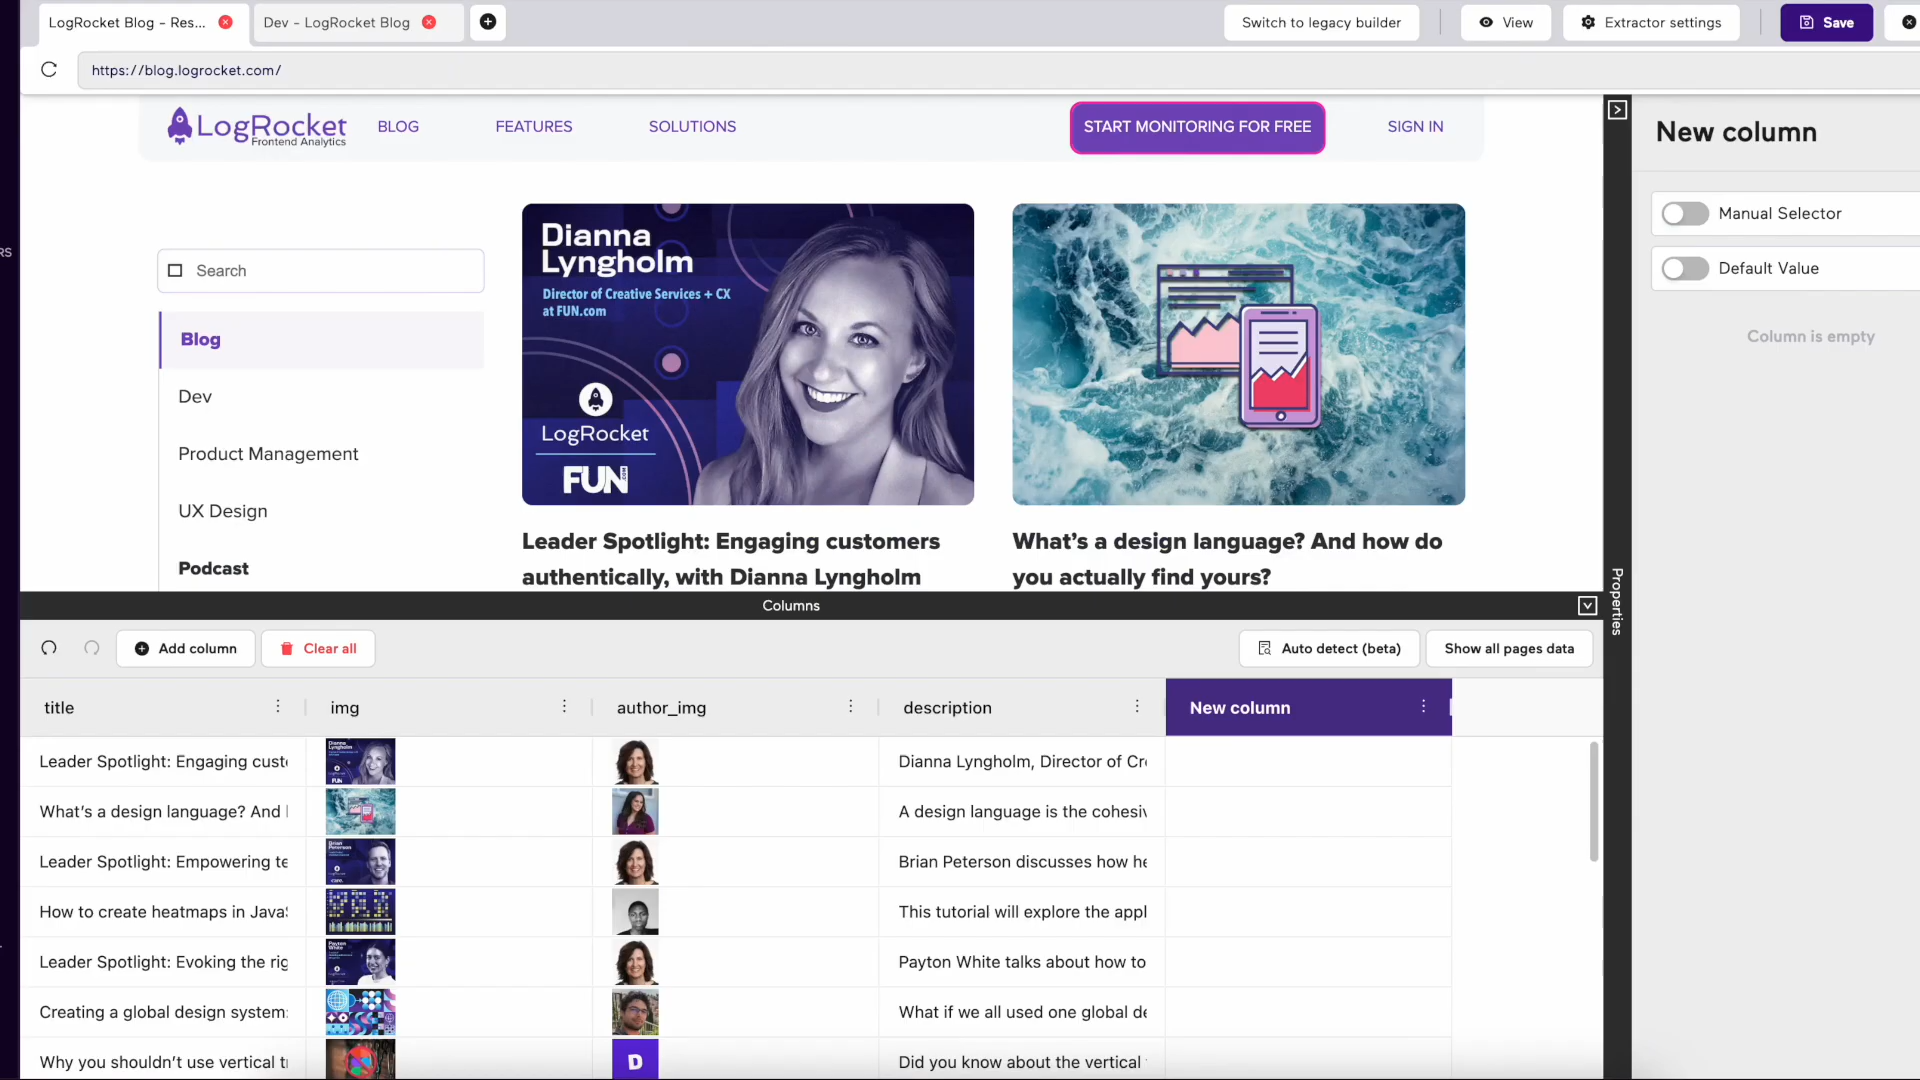 LogRocket Blog - Res...
Dev - LogRocket Blog
Switch to legacy builder
View
Extractor settings
Save
https://blog.logrocket.com/
LogRocket
Frontend Analytics
BLOG
FEATURES
SOLUTIONS
START MONITORING FOR FREE
SIGN IN
New column
Manual Selector
Default Value
Column is empty
RS
Search
Blog
Dev
Product Management
UX Design
Podcast
Dianna
Lyngholm
Director of Creative Services + CX
at FUN.com
LogRocket
FUN.com
Leader Spotlight: Engaging customers
authentically, with Dianna Lyngholm
What’s a design language? And how do
you actually find yours?
Columns
Properties
Add column
Clear all
Auto detect (beta)
Show all pages data
title
img
author_img
description
New column
Leader Spotlight: Engaging custo
Dianna Lyngholm, Director of Cr
What’s a design language? And
A design language is the cohesiv
Leader Spotlight: Empowering te
Brian Peterson discusses how he
How to create heatmaps in JavaS
This tutorial will explore the appl
Leader Spotlight: Evoking the rig
Payton White talks about how to
Creating a global design system:
What if we all used one global de
Why you shouldn’t use vertical tr
D
Did you know about the vertical